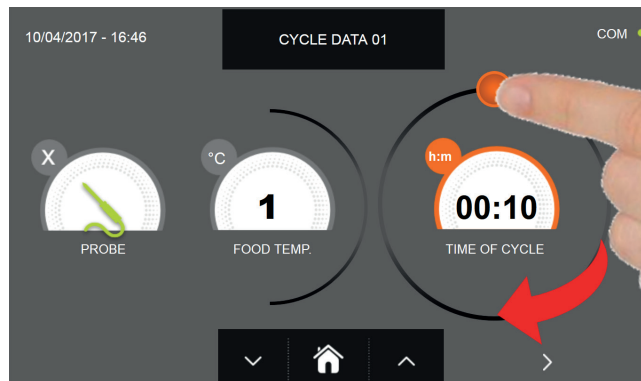 10/04/2017 - 16:46
CYCLE DATA 01
COM
X
°C
h:m
1
00:10
PROBE
FOOD TEMP.
TIME OF CYCLE